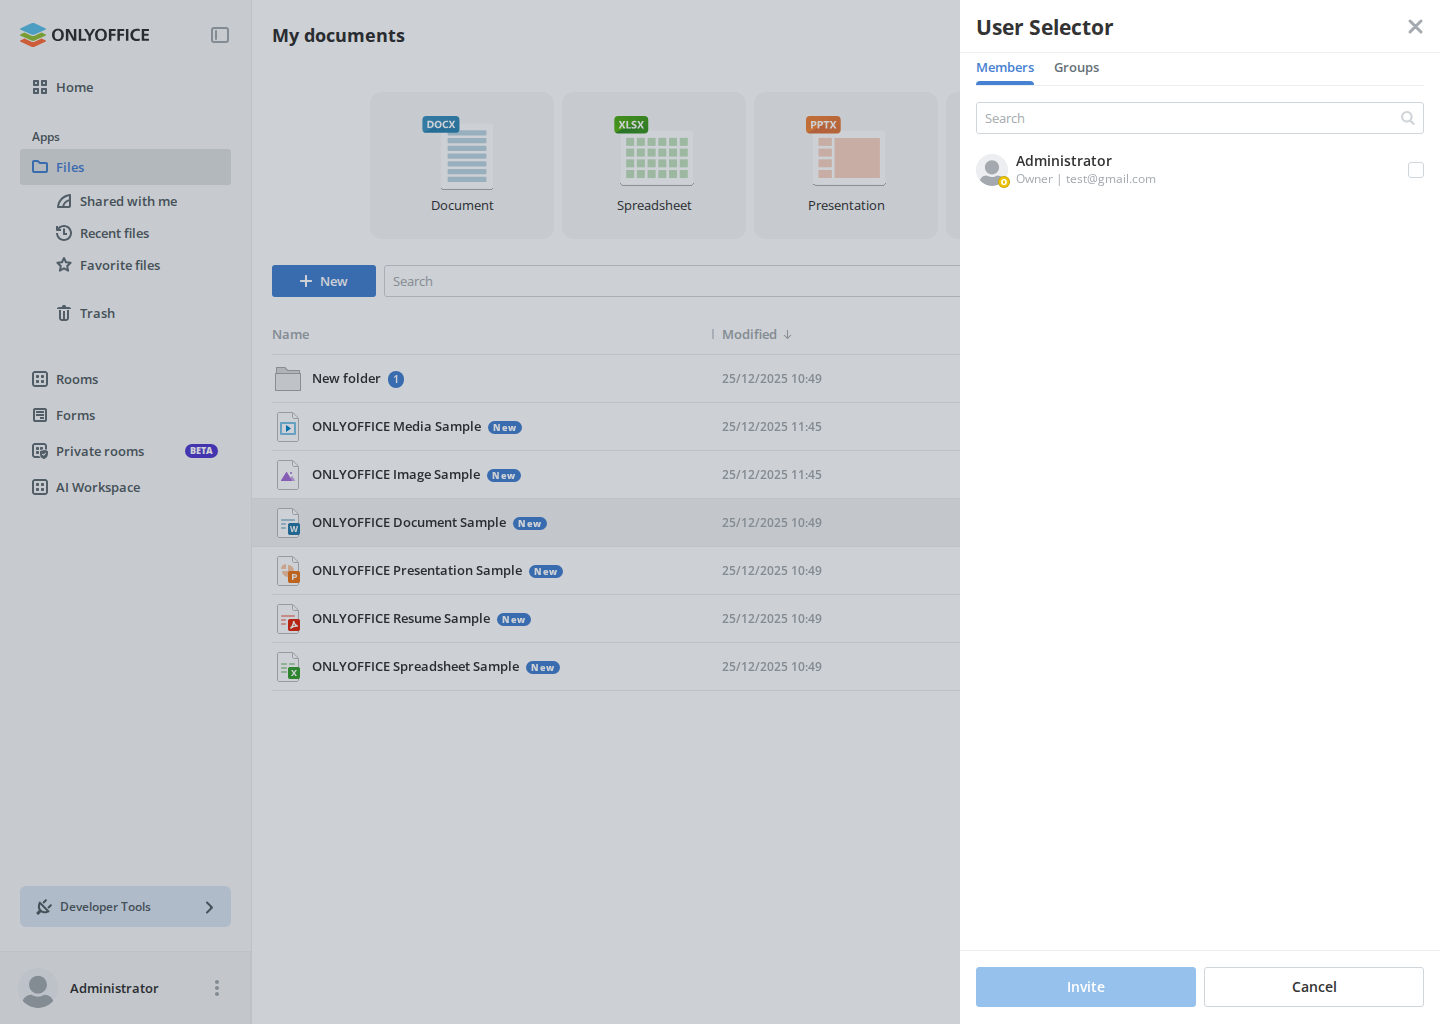 ONLYOFFICE
Home
Apps
Files
Shared with me
Recent files
Favorite files
Trash
Rooms
Forms
Private rooms BETA
AI Workspace
Developer Tools
Administrator
My documents
DOCX
Document
XLSX
Spreadsheet
PPTX
Presentation
New
Search
Name Modified
New folder 1 25/12/2025 10:49
ONLYOFFICE Media Sample New 25/12/2025 11:45
ONLYOFFICE Image Sample New 25/12/2025 11:45
W
ONLYOFFICE Document Sample New 25/12/2025 10:49
P
ONLYOFFICE Presentation Sample New 25/12/2025 10:49
ONLYOFFICE Resume Sample New 25/12/2025 10:49
X
ONLYOFFICE Spreadsheet Sample New 25/12/2025 10:49
User Selector
Members Groups
Search
Administrator
Owner | test@gmail.com
Invite Cancel